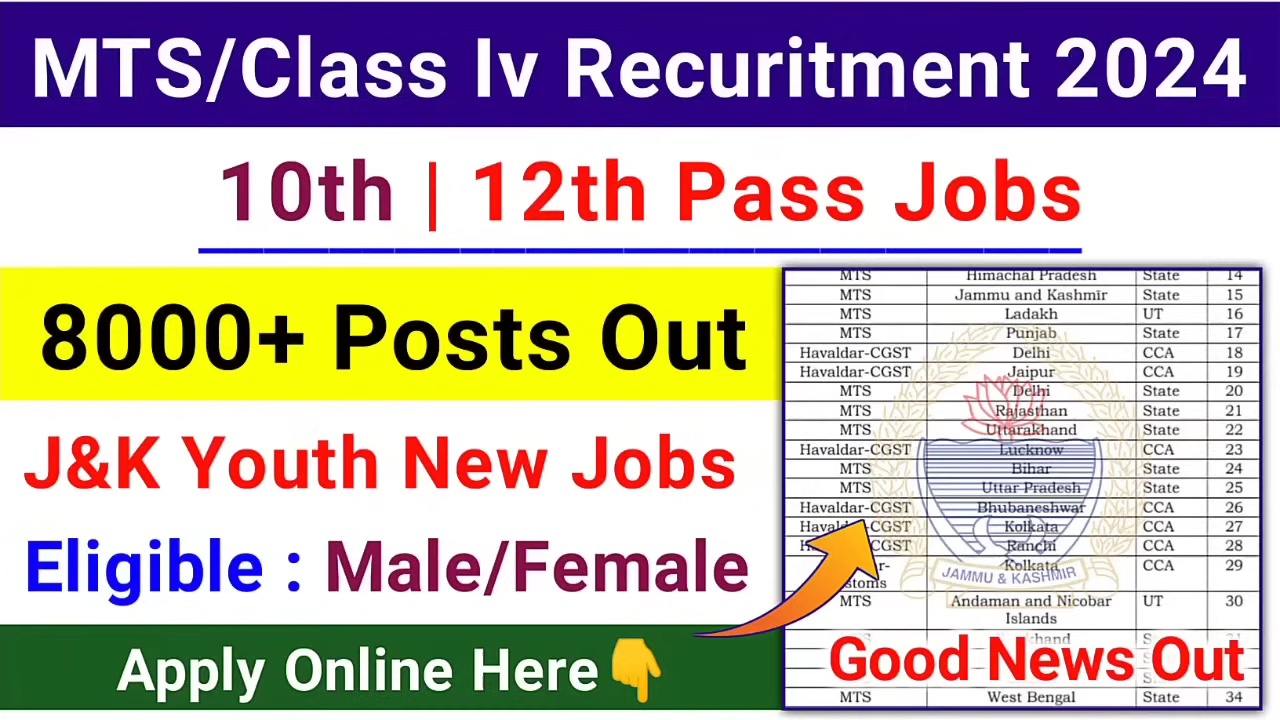 MTS/Class Iv Recuritment 2024
10th | 12th Pass Jobs
8000+ Posts Out
J&K Youth New Jobs
Eligible : Male/Female
Apply Online Here
MTS Himachal Pradesh State 14
MTS Jammu and Kashmir State 15
MTS Ladakh UT 16
MTS Punjab State 17
Havaldar-CGST Delhi CCA 18
Havaldar-CGST Jaipur CCA 19
MTS Delhi State 20
MTS Rajasthan State 21
MTS Uttarakhand State 22
Havaldar-CGST Lucknow CCA 23
MTS Bihar State 24
MTS Uttar Pradesh State 25
Havaldar-CGST Bhubaneshwar CCA 26
CGST Kolkata CCA 27
CGST Ranchi CCA 28
Kolkata CCA 29
MTS Andaman and Nicobar UT 30
Islands
JAMMU & KASHMIR
Good News Out
MTS West Bengal State 34